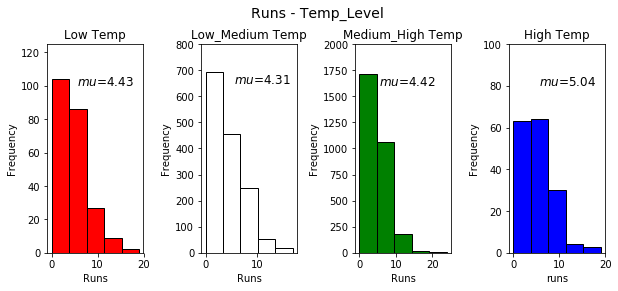 Runs - Temp_Level
Low Temp
Low_Medium Temp
Medium_High Temp
High Temp
mu=4.43
mu=4.31
mu=4.42
mu=5.04
Frequency
120
100
80
60
40
20
0
0
10
20
Runs
Frequency
800
700
600
500
400
300
200
100
0
0
10
Runs
Frequency
2000
1750
1500
1250
1000
750
500
250
0
0
10
20
Runs
Frequency
100
80
60
40
20
0
0
10
20
runs